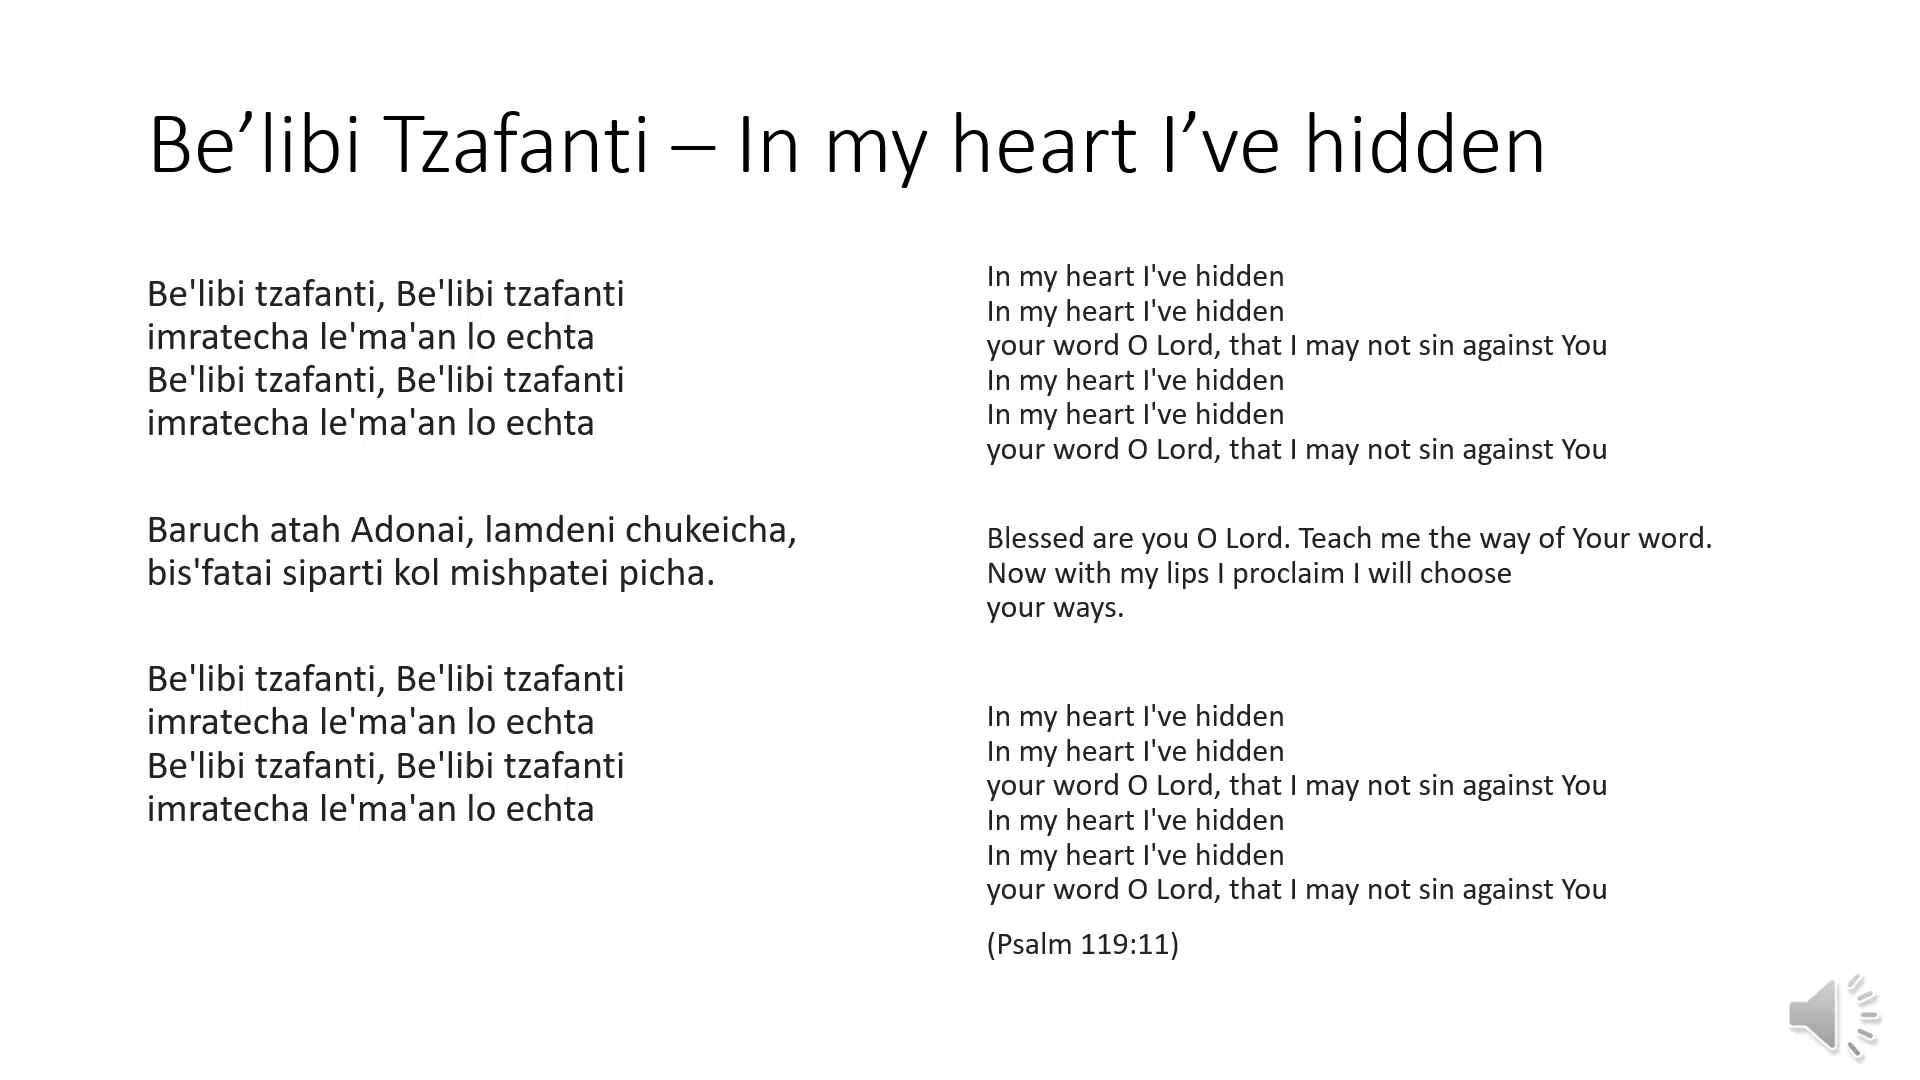 Be’libi Tzafanti – In my heart I’ve hidden
Be'libi tzafanti, Be'libi tzafanti
imratecha le'ma'an lo echta
Be'libi tzafanti, Be'libi tzafanti
imratecha le'ma'an lo echta
Baruch atah Adonai, lamdeni chukeicha,
bis'fatai siparti kol mishpatei picha.
Be'libi tzafanti, Be'libi tzafanti
imratecha le'ma'an lo echta
Be'libi tzafanti, Be'libi tzafanti
imratecha le'ma'an lo echta
In my heart I've hidden
In my heart I've hidden
your word O Lord, that I may not sin against You
In my heart I've hidden
In my heart I've hidden
your word O Lord, that I may not sin against You
Blessed are you O Lord. Teach me the way of Your word.
Now with my lips I proclaim I will choose
your ways.
In my heart I've hidden
In my heart I've hidden
your word O Lord, that I may not sin against You
In my heart I've hidden
In my heart I've hidden
your word O Lord, that I may not sin against You
(Psalm 119:11)